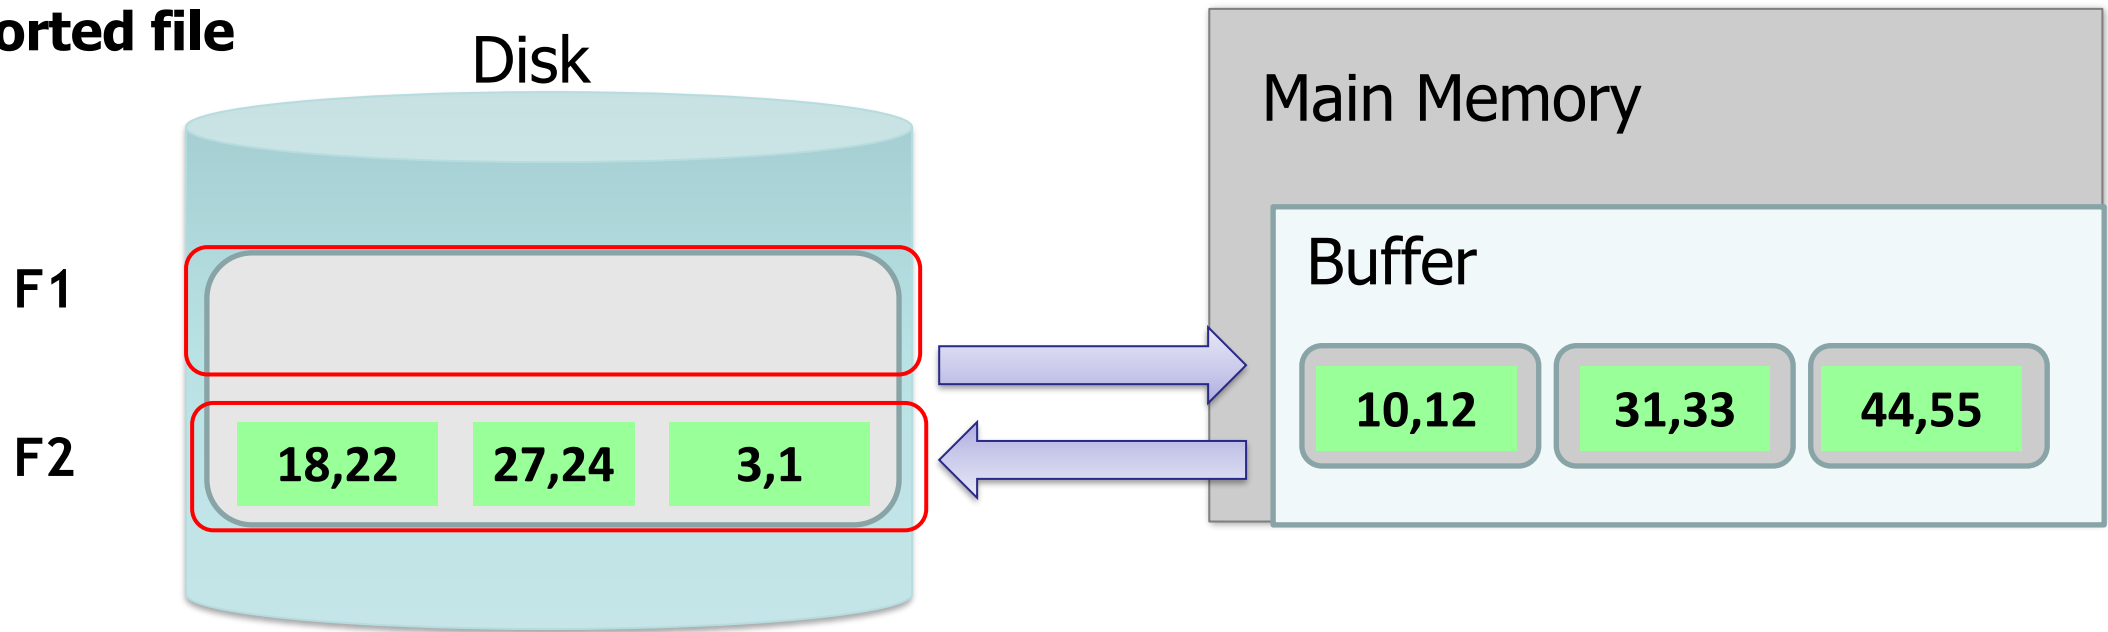 orted file
Disk
Main Memory
Buffer
F1
10,12 31,33 44,55
F2
18,22 27,24 3,1